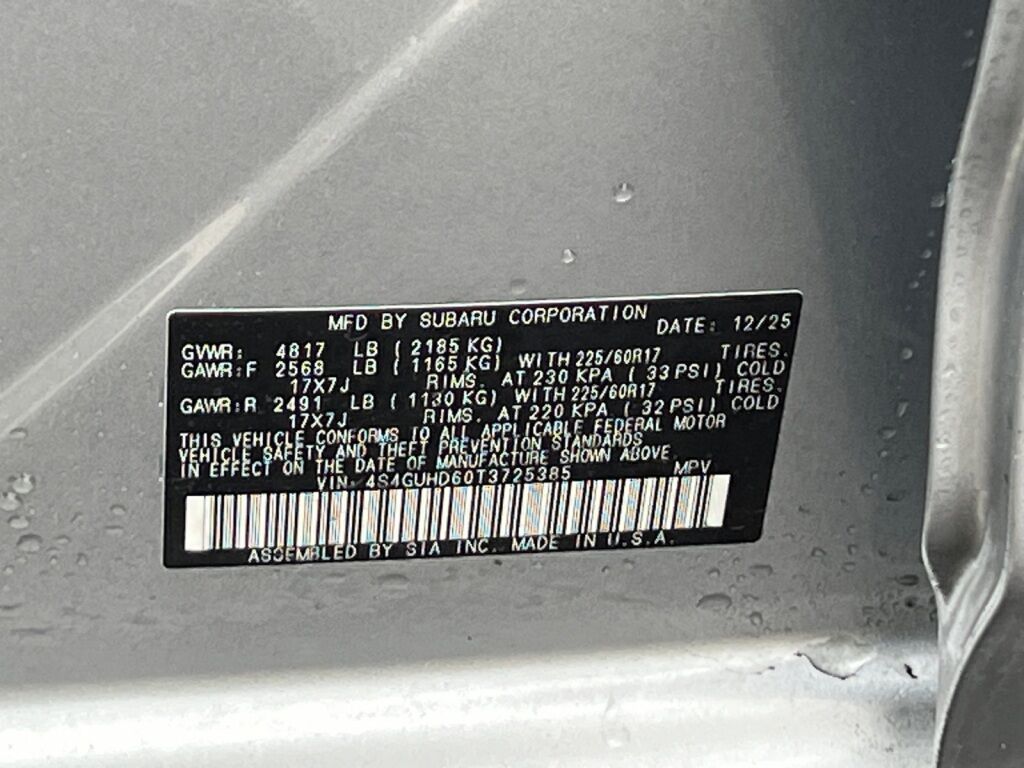 MFD BY SUBARU CORPORATION DATE: 12/25
GVWR: 4817 LB ( 2185 KG)
GAWR:F 2568 LB ( 1165 KG) WITH 225/60R17 TIRES.
17X7J RIMS. AT 230 KPA ( 33 PSI) COLD
GAWR:R 2491 LB ( 1130 KG) WITH 225/60R17 TIRES.
17X7J RIMS. AT 220 KPA ( 32 PSI) COLD
THIS VEHICLE CONFORMS TO ALL APPLICABLE FEDERAL MOTOR
VEHICLE SAFETY AND THEFT PREVENTION STANDARDS
IN EFFECT ON THE DATE OF MANUFACTURE SHOWN ABOVE.
VIN. 4S4GUHD60T3725385 MPV
ASSEMBLED BY SIA INC. MADE IN U.S.A.